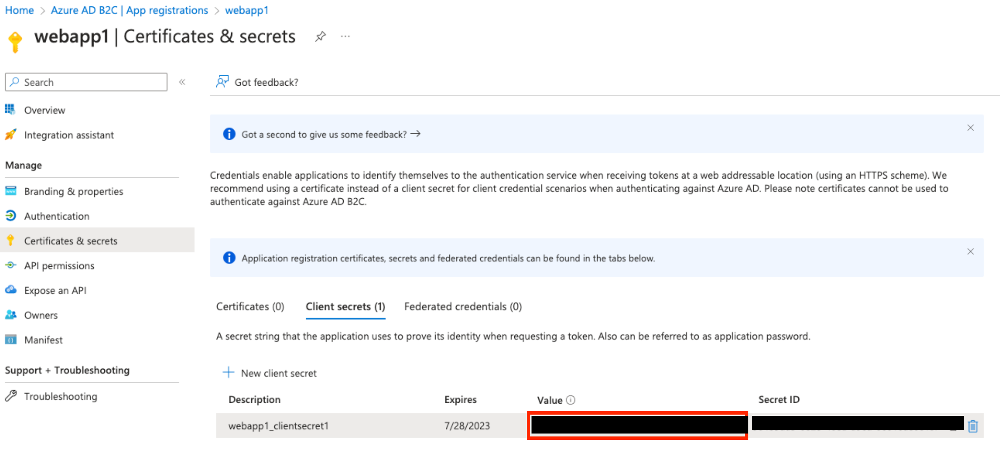 Home > Azure AD B2C | App registrations > webapp1
webapp1 | Certificates & secrets
Search
Overview
Integration assistant
Manage
Branding & properties
Authentication
Certificates & secrets
API permissions
Expose an API
Owners
Manifest
Support + Troubleshooting
Troubleshooting
Got feedback?
Got a second to give us some feedback? →
Credentials enable applications to identify themselves to the authentication service when receiving tokens at a web addressable location (using an HTTPS scheme). We
recommend using a certificate instead of a client secret for client credential scenarios when authenticating against Azure AD. Please note certificates cannot be used to
authenticate against Azure AD B2C.
Application registration certificates, secrets and federated credentials can be found in the tabs below.
Certificates (0) Client secrets (1) Federated credentials (0)
A secret string that the application uses to prove its identity when requesting a token. Also can be referred to as application password.
New client secret
Description Expires Value Secret ID
webapp1_clientsecret1 7/28/2023